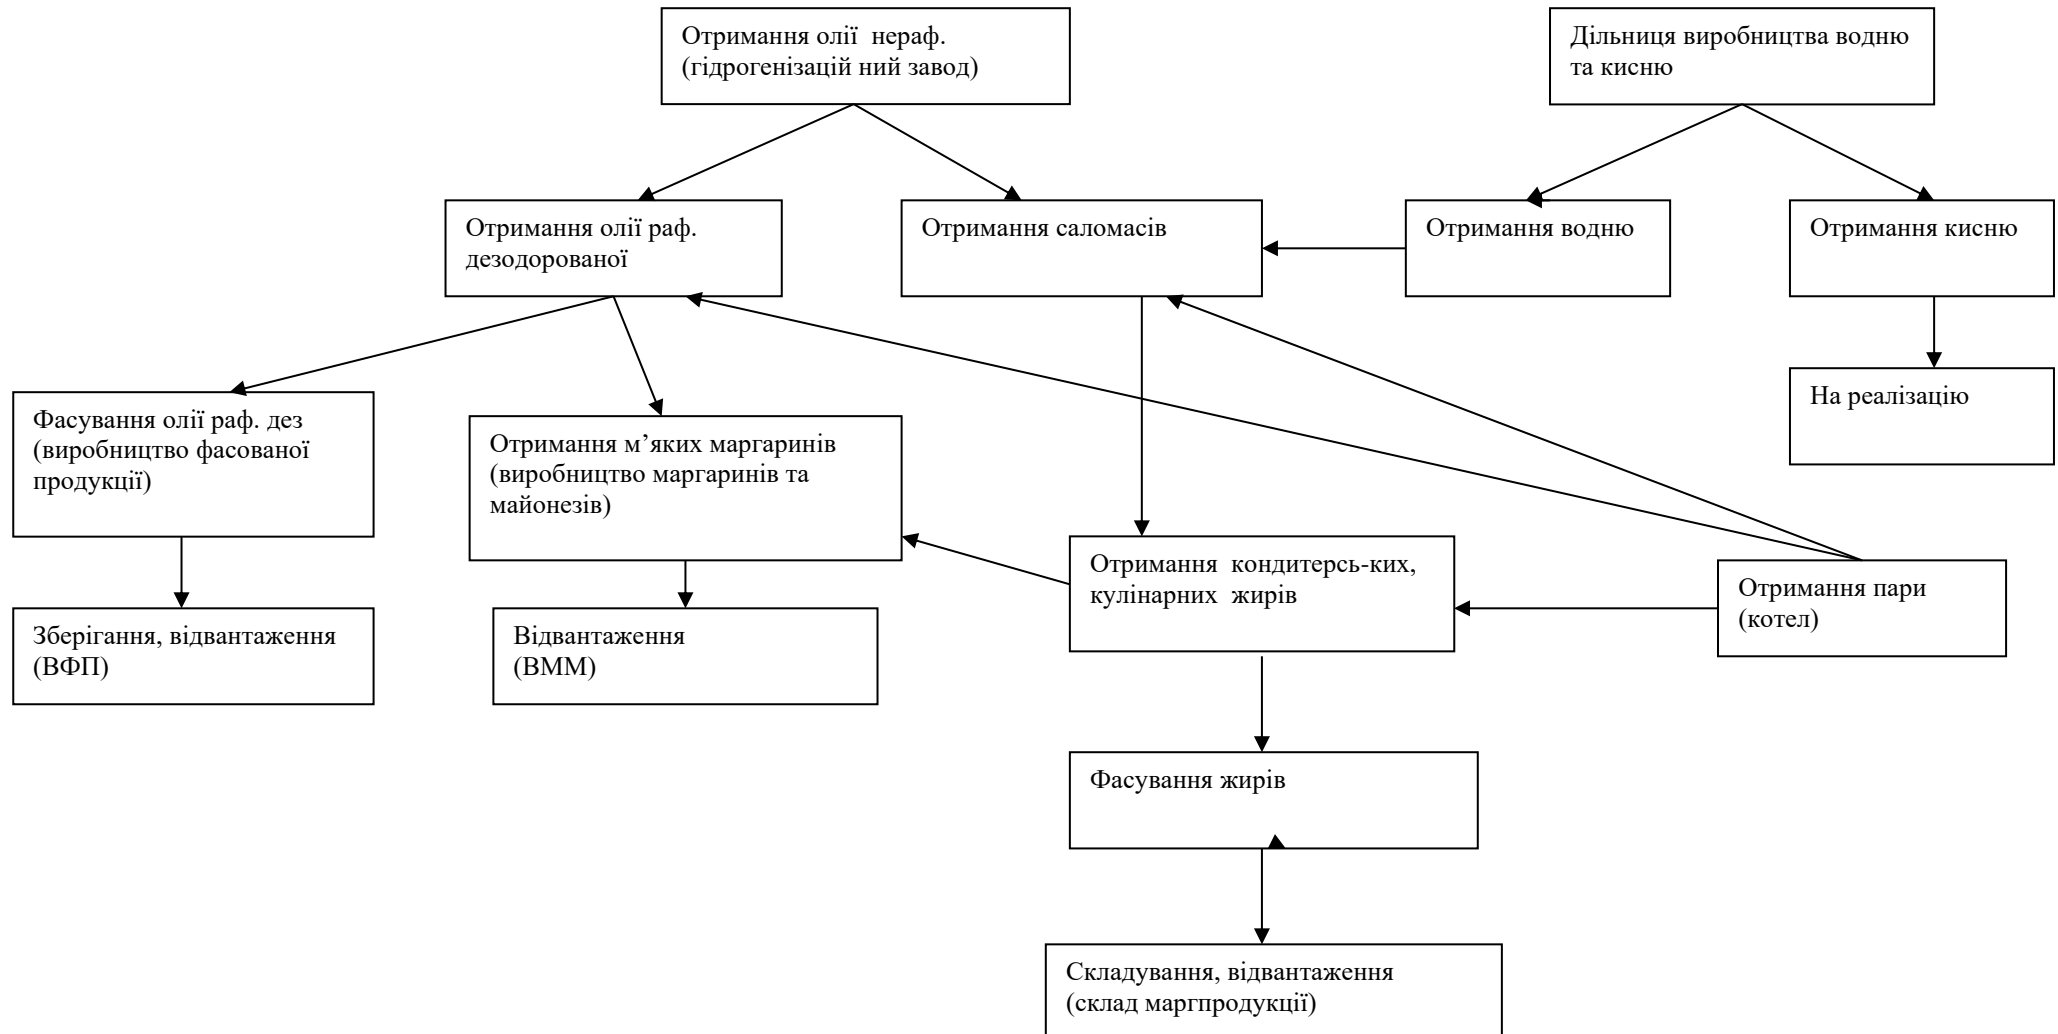 Отримання олії нераф.
(гідрогенізацій ний завод)
Дільниця виробництва водню
та кисню
Отримання олії раф.
дезодорованої
Отримання саломасів
Отримання водню
Отримання кисню
Фасування олії раф. дез
(виробництво фасованої
продукції)
Отримання м’яких маргаринів
(виробництво маргаринів та
майонезів)
На реалізацію
Отримання кондитерсь-ких,
кулінарних жирів
Отримання пари
(котел)
Зберігання, відвантаження
(ВФП)
Відвантаження
(ВММ)
Фасування жирів
Складування, відвантаження
(склад маргпродукції)